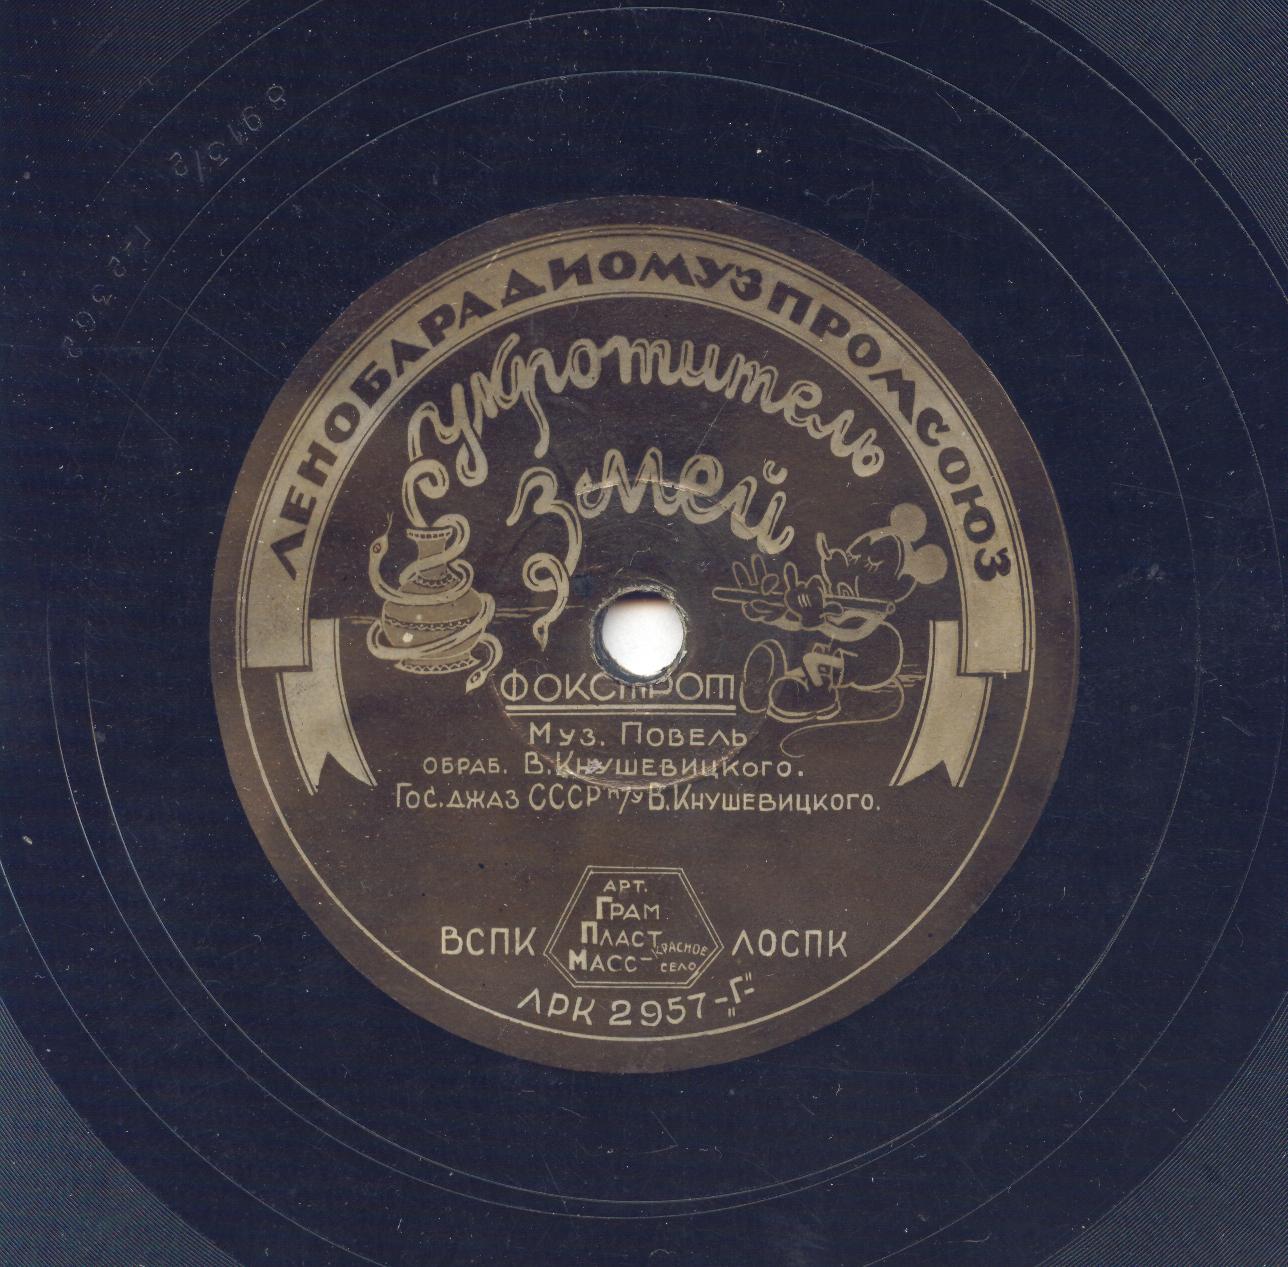 ЛЕНОБЛРАДИОМУЗПРОМСОЮЗ
Укротитель
змей
ФОКСТРОТ
Муз. Повель
обраб. В.Кнушевицкого.
Гос.джаз СССР п/у В.Кнушевицкого.
АРТ.
ГРАМ
ПЛАСТ
МАСС-
КРАСНОЕ
СЕЛО
ВСПК
ЛОСПК
ЛРК 2957-„Г“